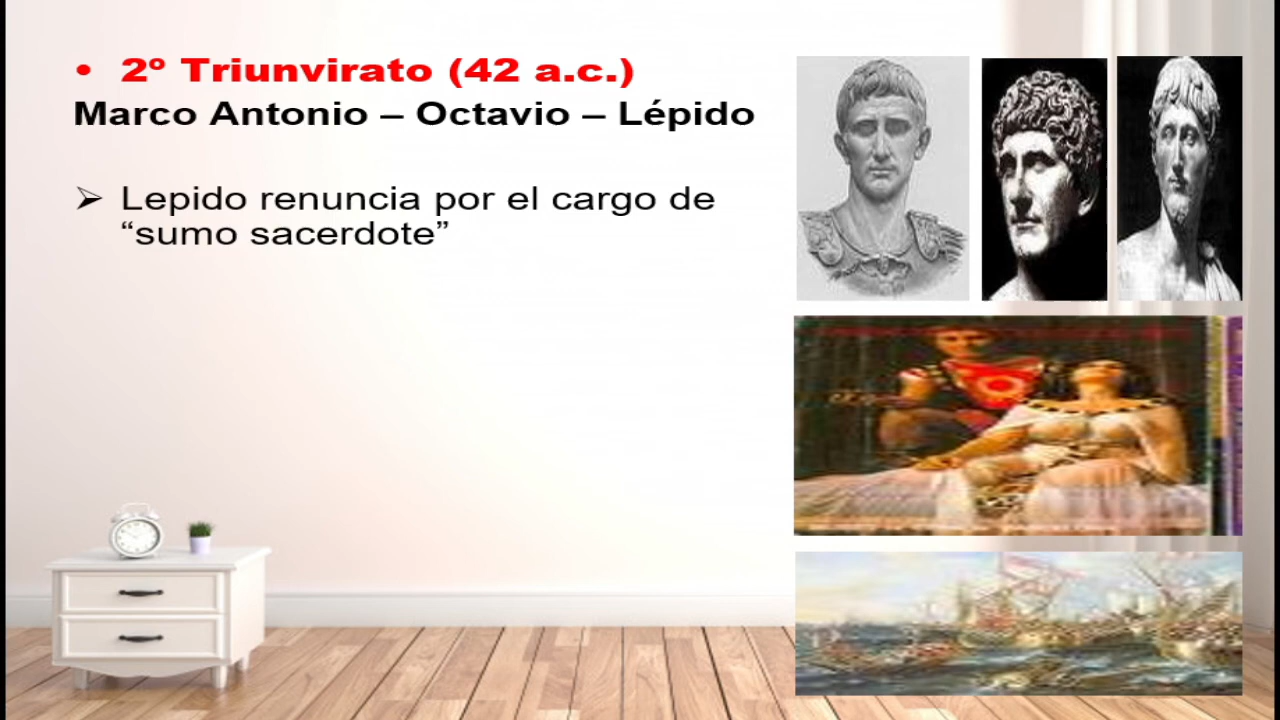 • 2º Triunvirato (42 a.c.)
Marco Antonio – Octavio – Lépido
➢ Lepido renuncia por el cargo de
“sumo sacerdote”